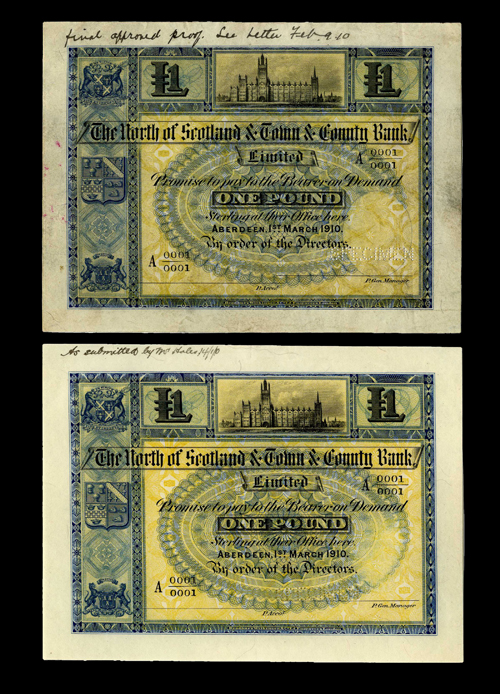 final approved proof. See Letter Feb. 9. 10
£1 £1
The North of Scotland & Town & County Bank
Limited
A 0001
0001
Promise to pay to the Bearer on Demand
ONE POUND
Sterling at their Office here.
ABERDEEN, 1ST MARCH 1910.
By order of the Directors.
SPECIMEN
A 0001
0001
P. Acct.
P. Gen. Manager
As submitted by
£1 £1
The North of Scotland & Town & County Bank
Limited
A 0001
0001
Promise to pay to the Bearer on Demand
ONE POUND
Sterling at their Office here.
ABERDEEN, 1ST MARCH 1910.
By order of the Directors.
A 0001
0001
P. Acct.
P. Gen. Manager